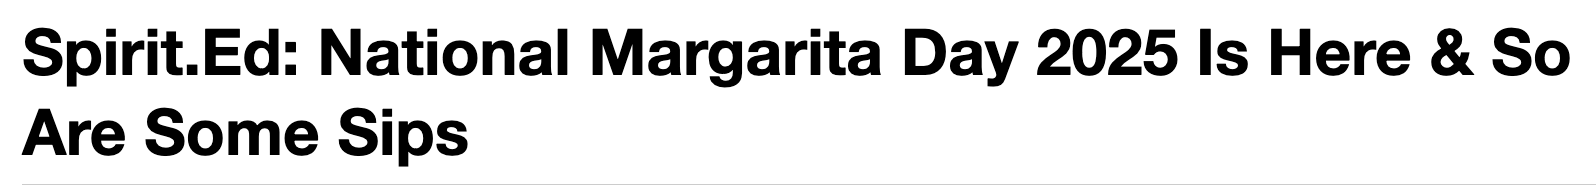 Spirit.Ed: National Margarita Day 2025 Is Here & So
Are Some Sips